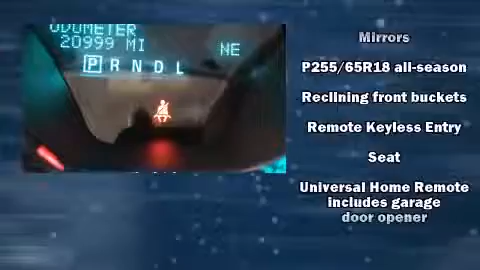 ODOMETER
20999 MI
NE
P R N D L
Mirrors
P255/65R18 all-season
Reclining front buckets
Remote Keyless Entry
Seat
Universal Home Remote
includes garage
door opener